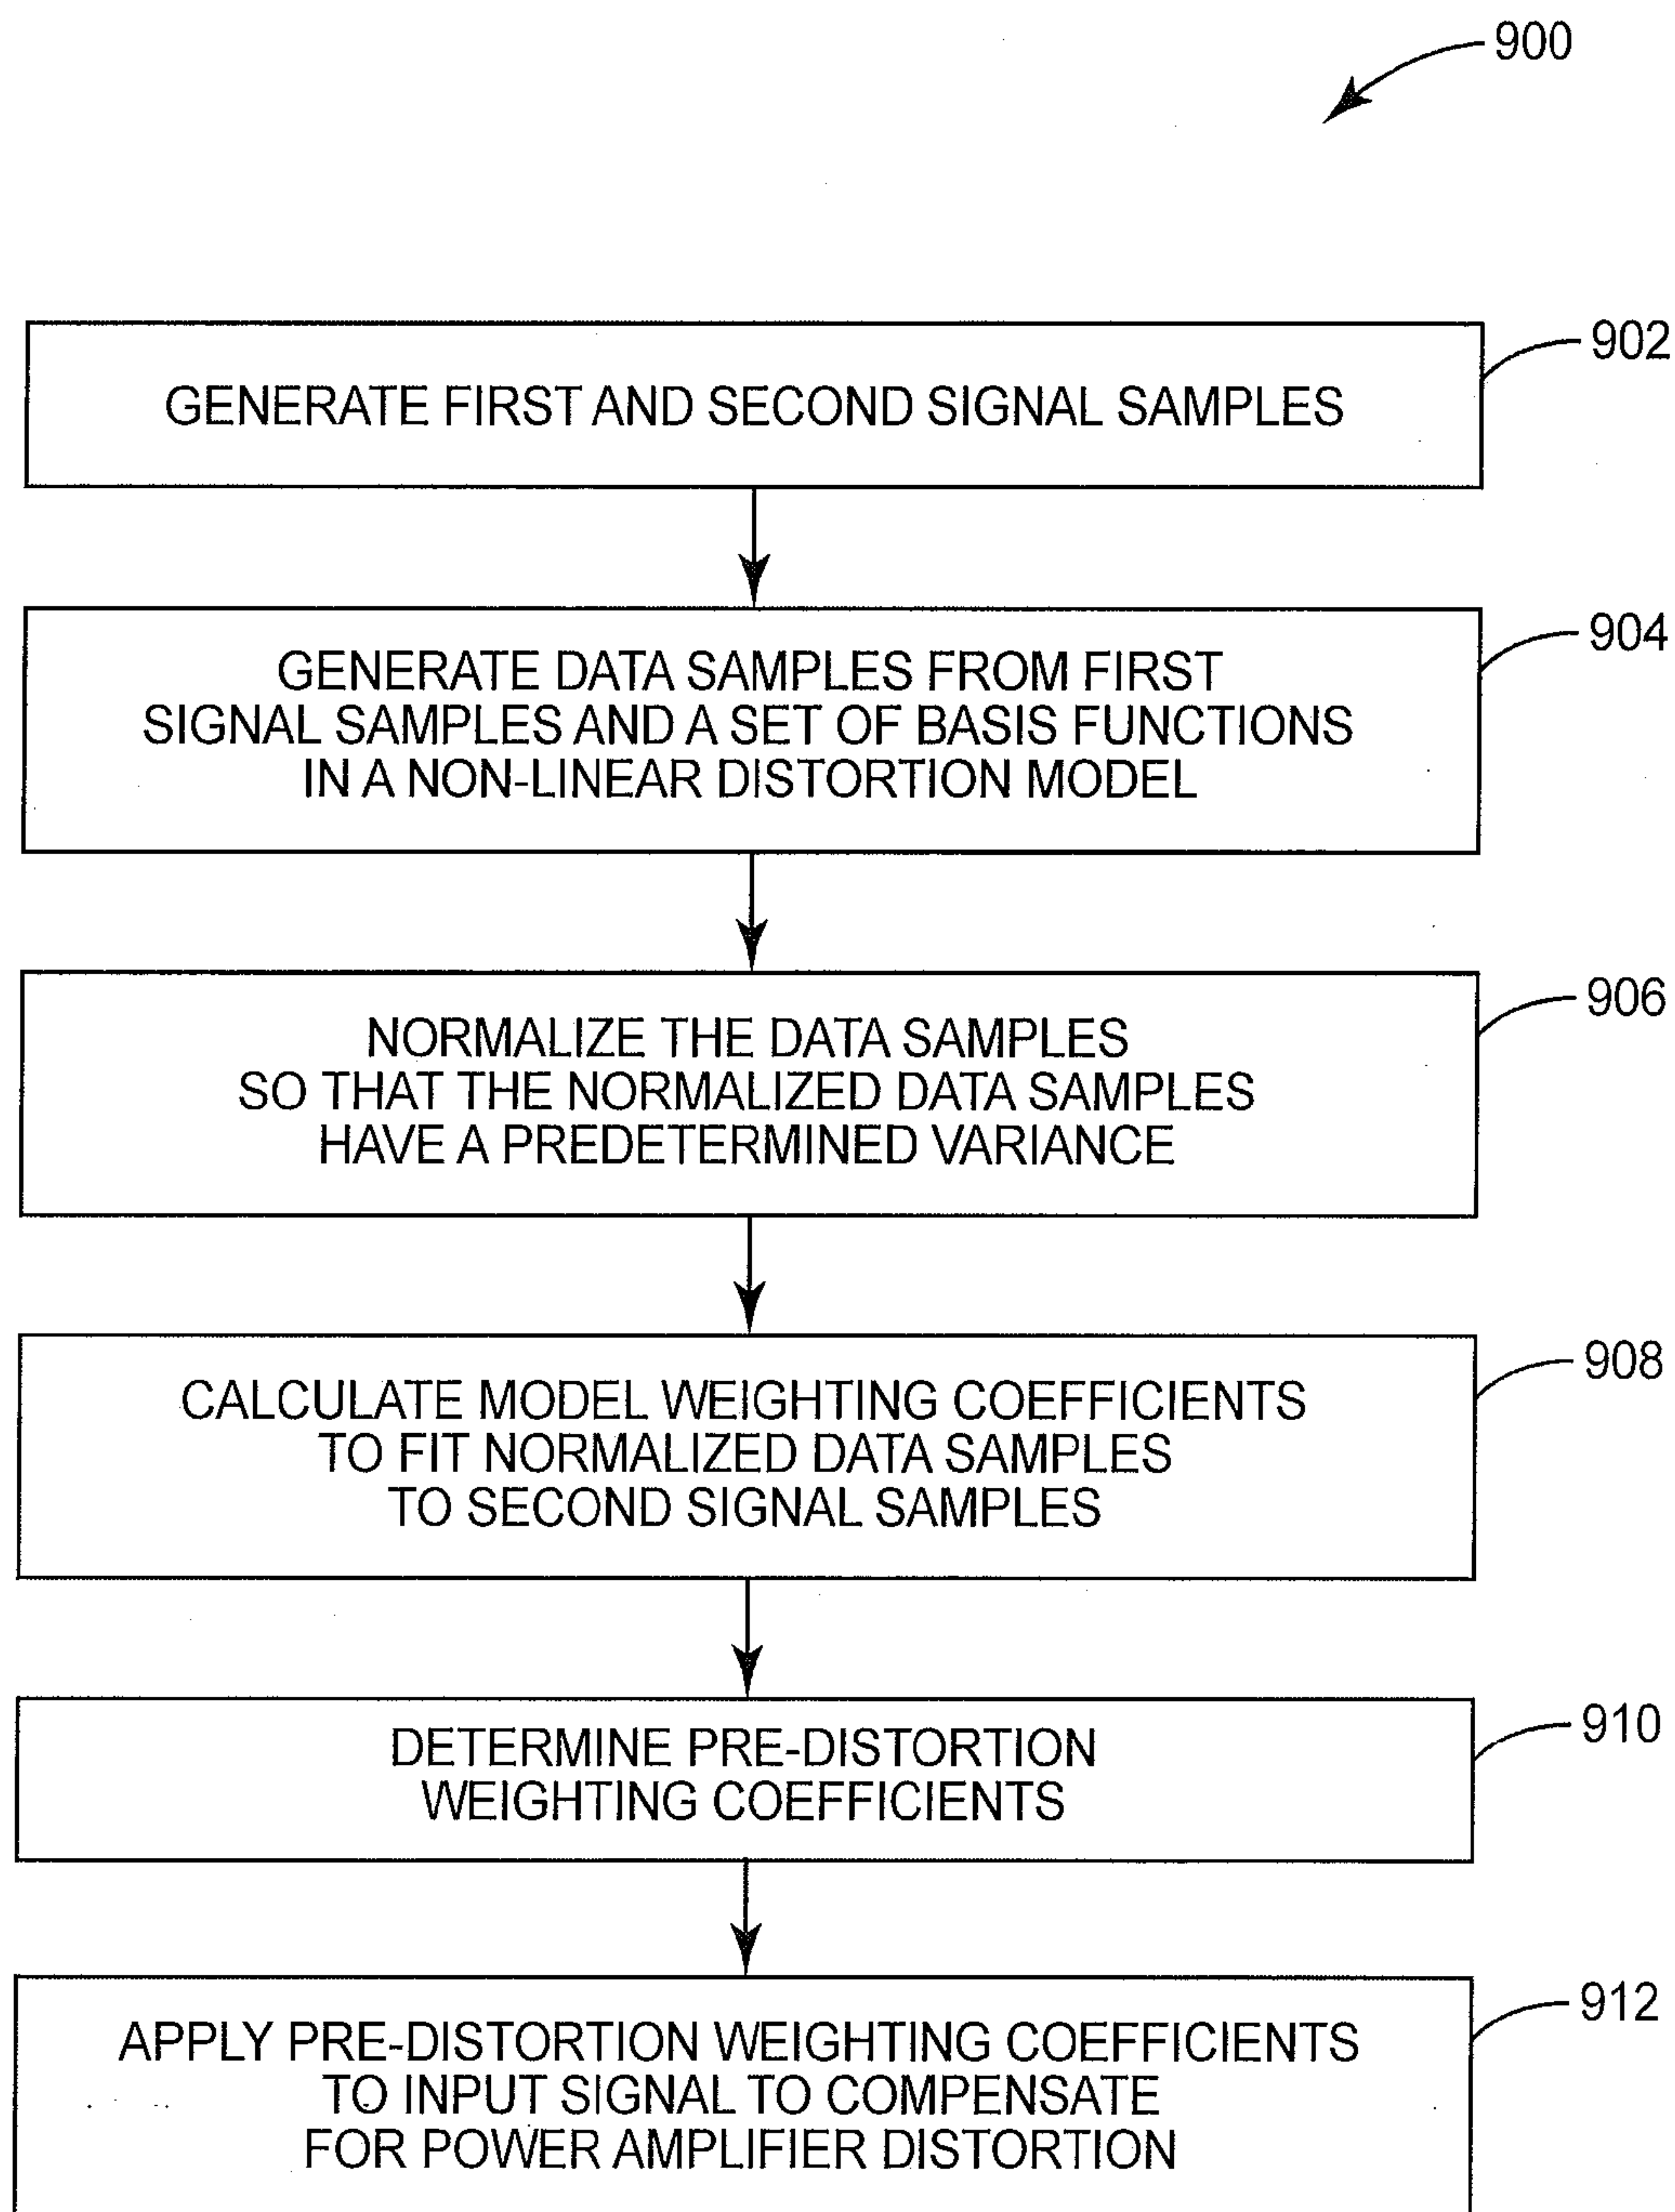 900
GENERATE FIRST AND SECOND SIGNAL SAMPLES
902
GENERATE DATA SAMPLES FROM FIRST
SIGNAL SAMPLES AND A SET OF BASIS FUNCTIONS
IN A NON-LINEAR DISTORTION MODEL
904
NORMALIZE THE DATA SAMPLES
SO THAT THE NORMALIZED DATA SAMPLES
HAVE A PREDETERMINED VARIANCE
906
CALCULATE MODEL WEIGHTING COEFFICIENTS
TO FIT NORMALIZED DATA SAMPLES
TO SECOND SIGNAL SAMPLES
908
DETERMINE PRE-DISTORTION
WEIGHTING COEFFICIENTS
910
APPLY PRE-DISTORTION WEIGHTING COEFFICIENTS
TO INPUT SIGNAL TO COMPENSATE
FOR POWER AMPLIFIER DISTORTION
912